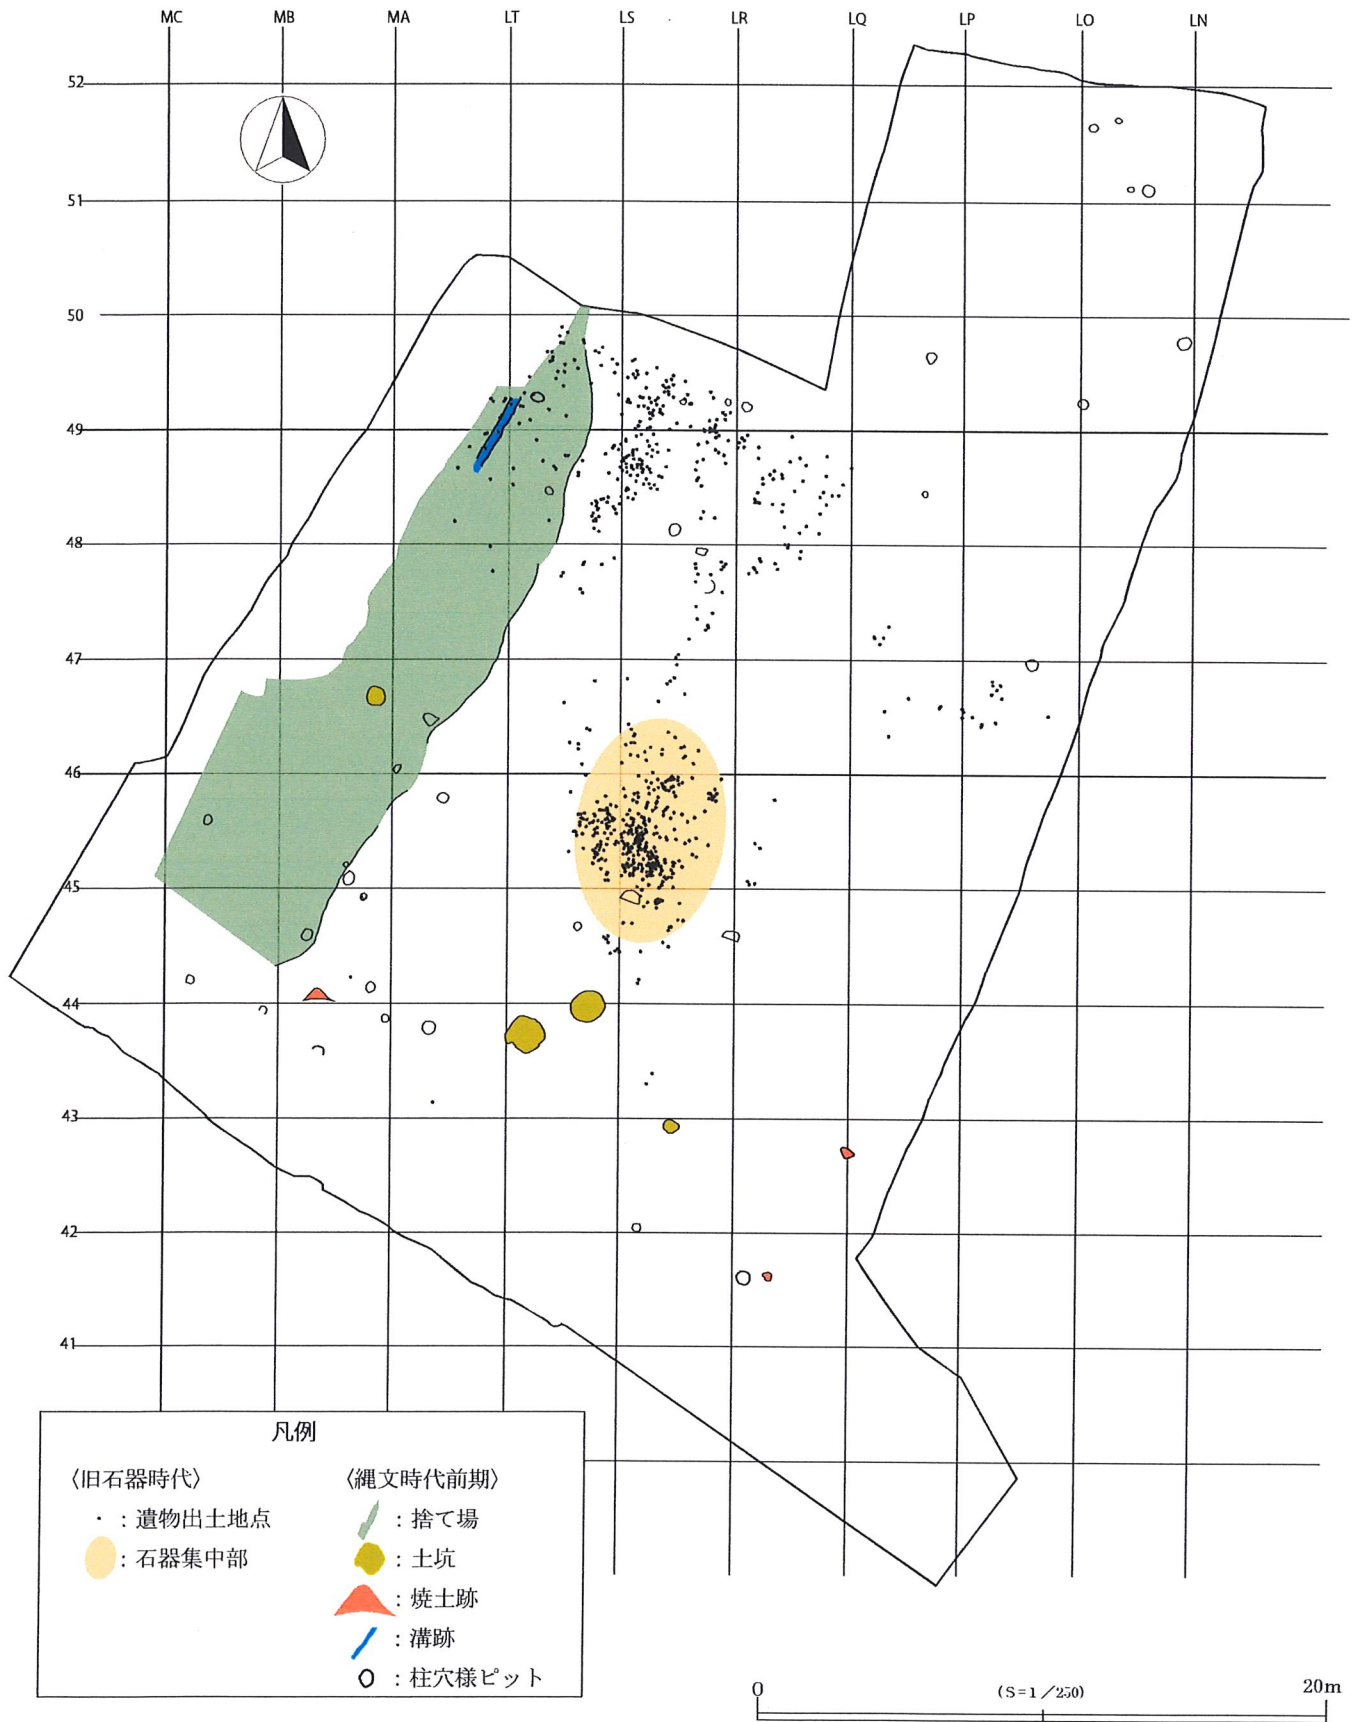 MC MB MA LT LS LR LQ LP LO LN
52
51
50
49
48
47
46
45
44
43
42
41
凡例
〈旧石器時代〉
・：遺物出土地点
：石器集中部
〈縄文時代前期〉
：捨て場
：土坑
：焼土跡
：溝跡
：柱穴様ピット
0 (S=1／250) 20m